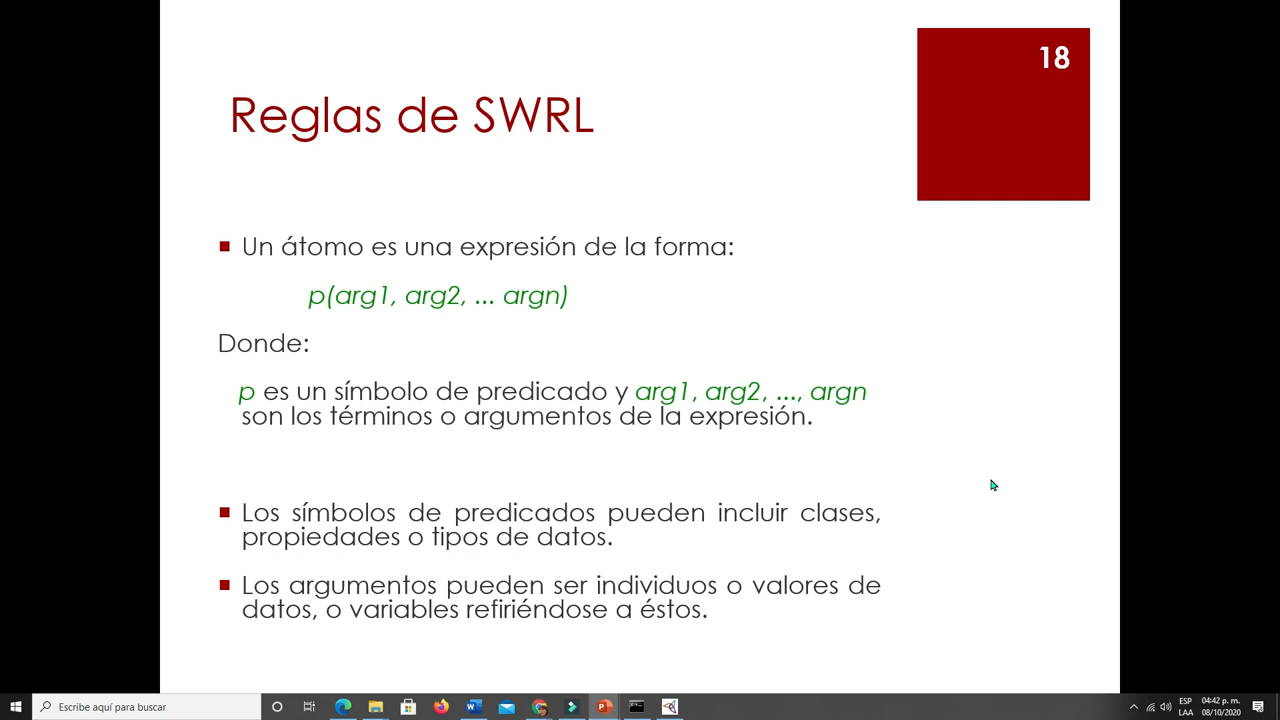 18
Reglas de SWRL
Un átomo es una expresión de la forma:
p(arg1, arg2, ... argn)
Donde:
p es un símbolo de predicado y arg1, arg2, ..., argn
son los términos o argumentos de la expresión.
Los símbolos de predicados pueden incluir clases,
propiedades o tipos de datos.
Los argumentos pueden ser individuos o valores de
datos, o variables refiriéndose a éstos.
Escribe aquí para buscar
ESP
LAA
04:42 p. m.
08/10/2020